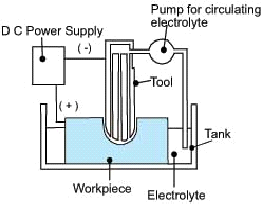 Pump for circulating
electrolyte
D C Power Supply
(-)
Tool
(+)
Tank
Workpiece
Electrolyte